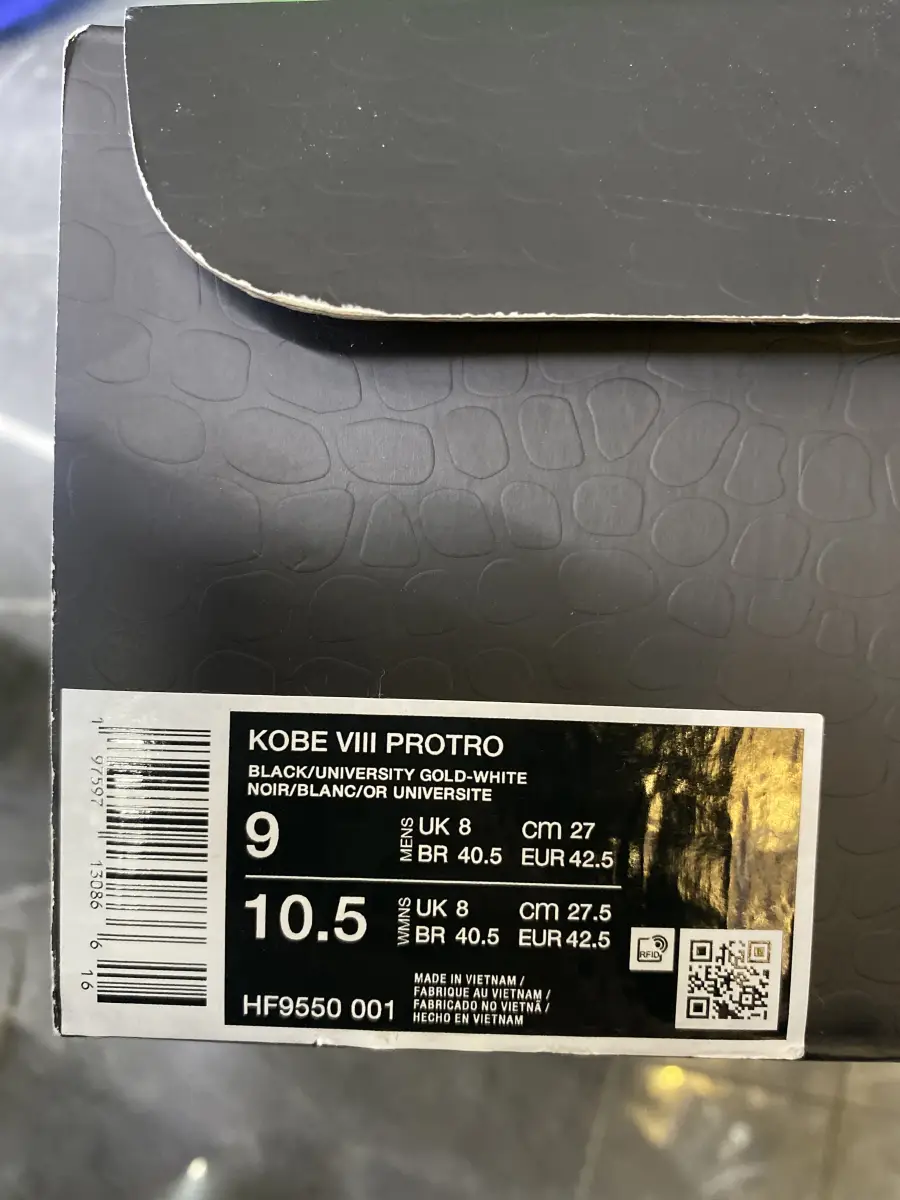 KOBE VIII PROTRO
BLACK/UNIVERSITY GOLD-WHITE
NOIR/BLANC/OR UNIVERSITE
9
MENS
UK 8 cm 27
BR 40.5 EUR 42.5
10.5
WMNS
UK 8 cm 27.5
BR 40.5 EUR 42.5
HF9550 001
MADE IN VIETNAM /
FABRIQUE AU VIETNAM /
FABRICADO NO VIETNÃ /
HECHO EN VIETNAM
RFID
1 97597 13086 6 16